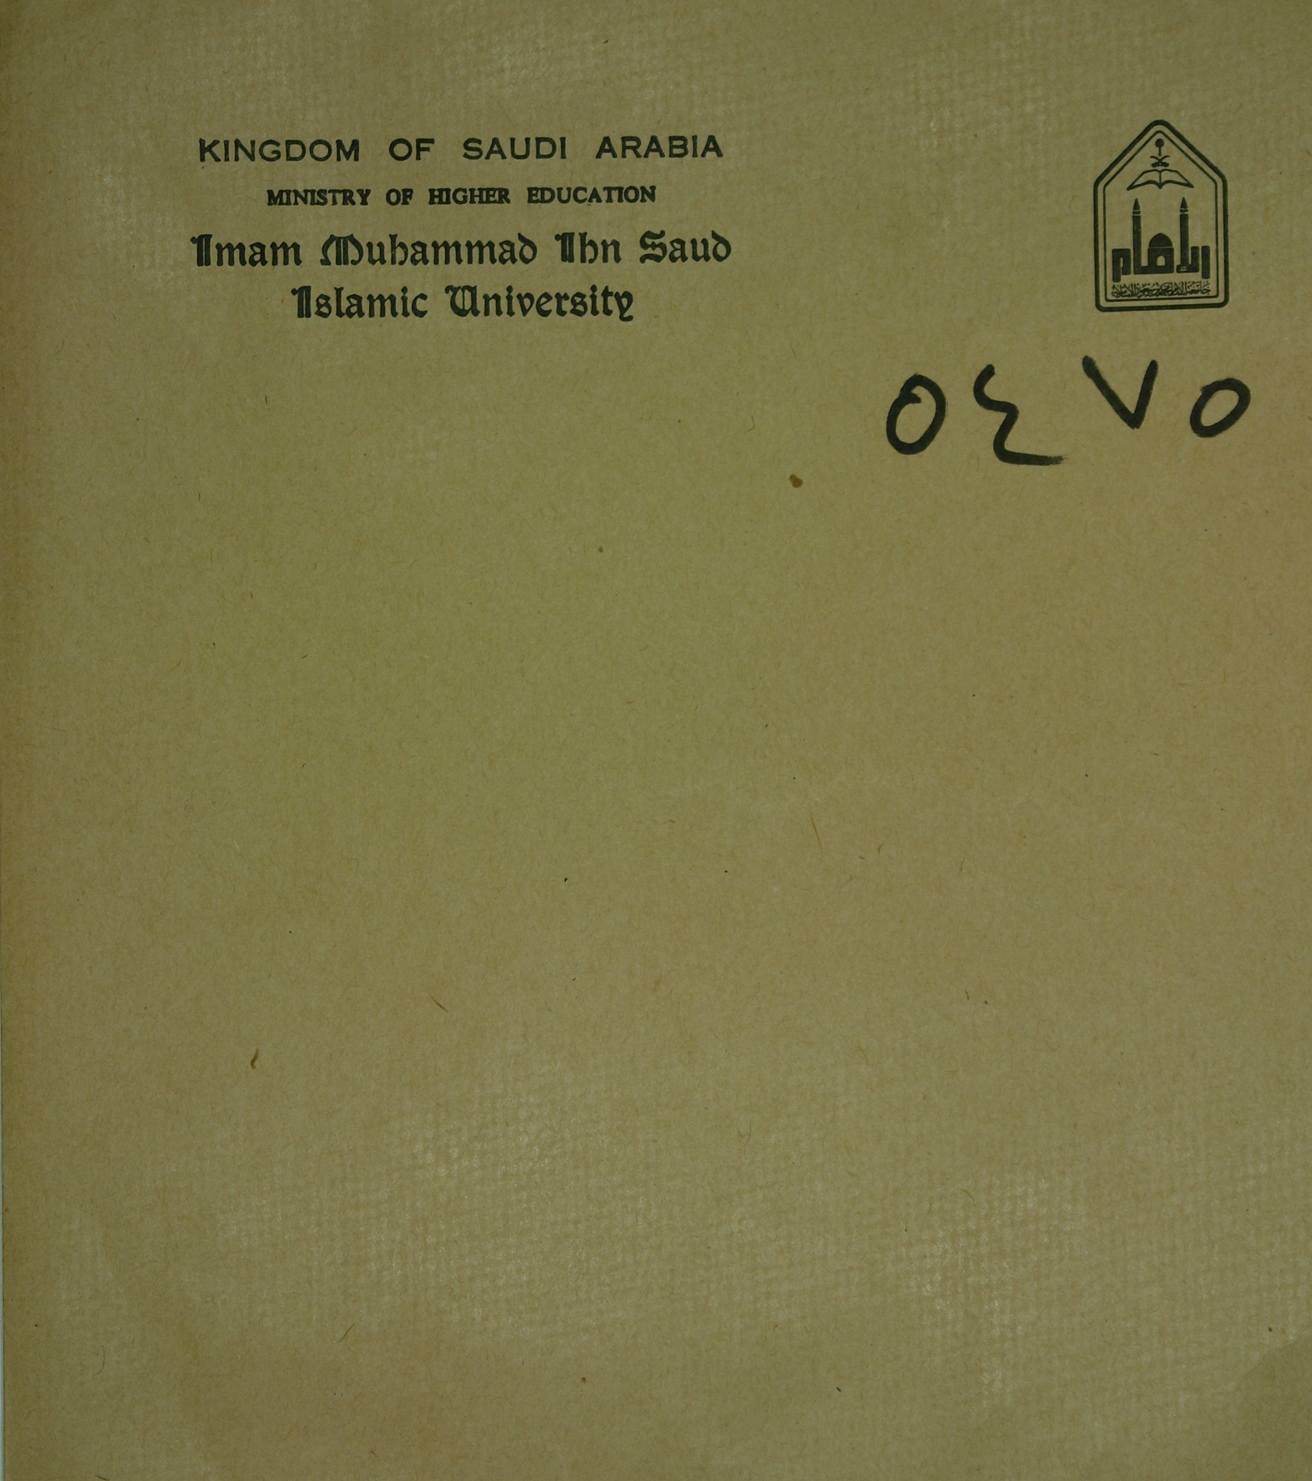 KINGDOM OF SAUDI ARABIA
MINISTRY OF HIGHER EDUCATION
Imam Muhammad Ibn Saud
Islamic University
الإمام
جامعة الإمام محمد بن سعود الإسلامية
٥٤٧٥